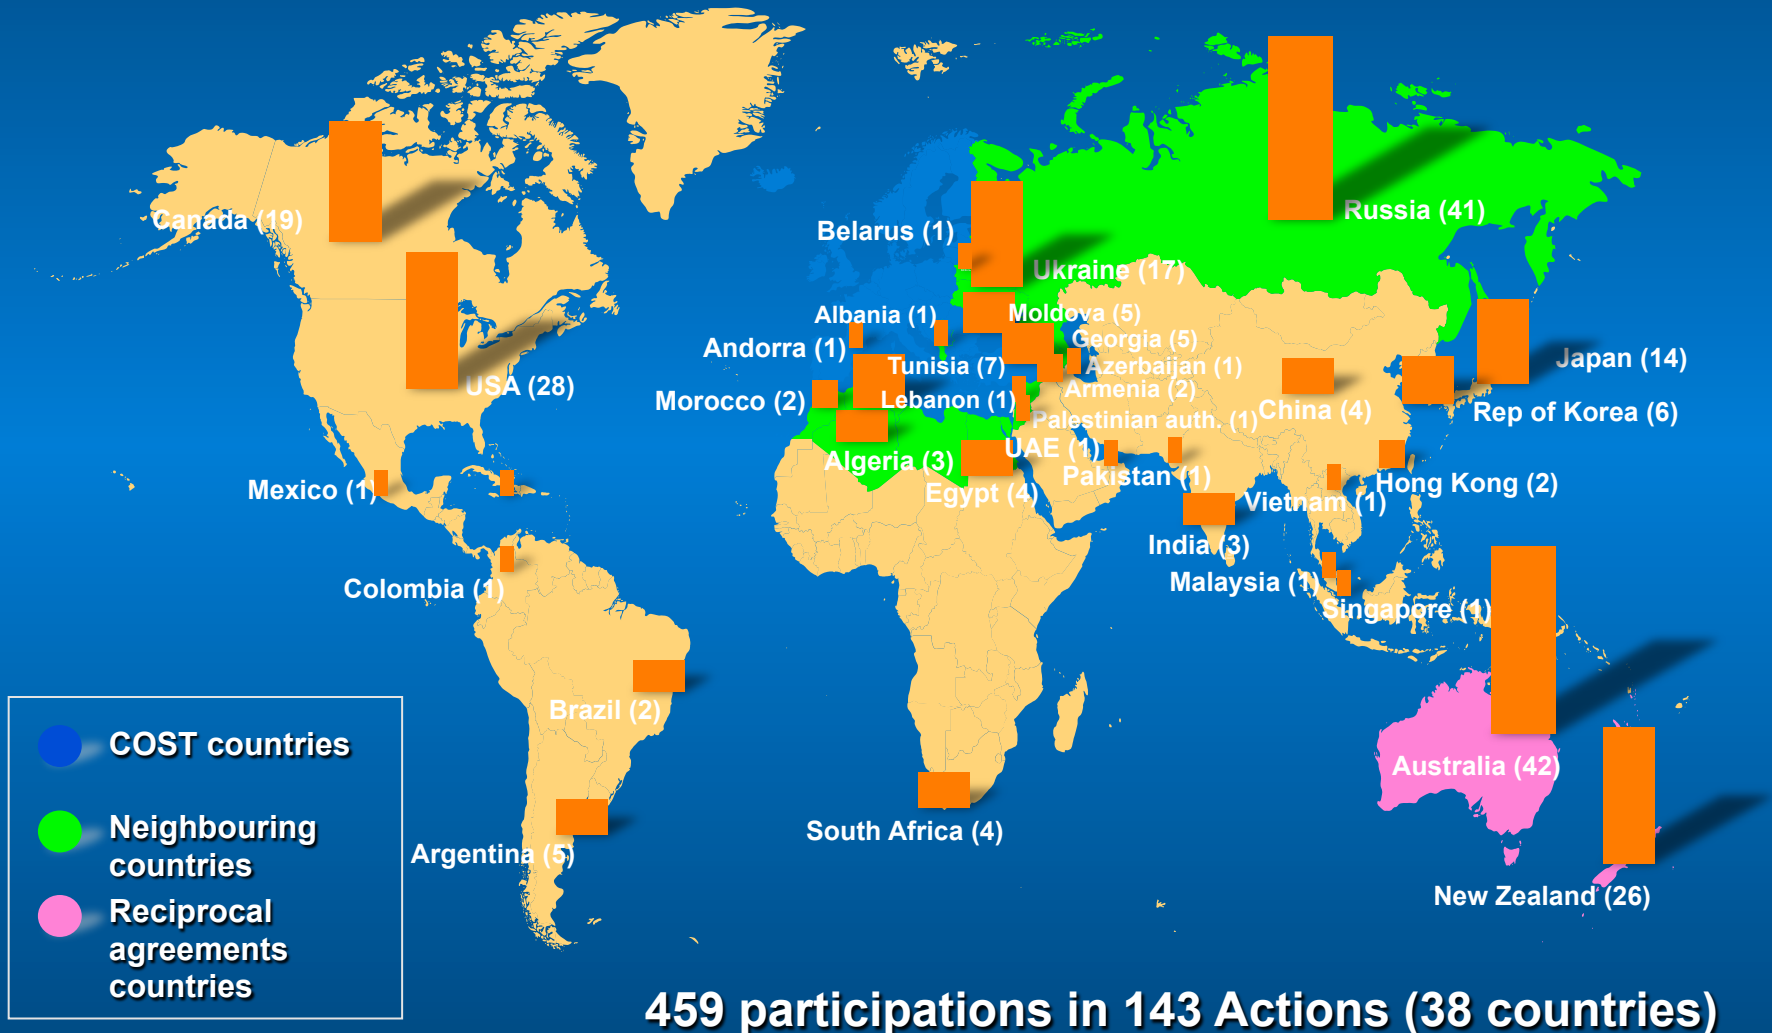 Canada (19)
Russia (41)
Belarus (1)
Ukraine (17)
Albania (1)
Moldova (5)
Andorra (1)
Georgia (5)
Tunisia (7)
Azerbaijan (1)
Japan (14)
USA (28)
Armenia (2)
Morocco (2)
Lebanon (1)
China (4)
Rep of Korea (6)
Palestinian auth. (1)
UAE (1)
Algeria (3)
Pakistan (1)
Hong Kong (2)
Mexico (1)
Egypt (4)
Vietnam (1)
India (3)
Malaysia (1)
Colombia (1)
Singapore (1)
Brazil (2)
Australia (42)
South Africa (4)
Argentina (5)
New Zealand (26)
COST countries
Neighbouring
countries
Reciprocal
agreements
countries
459 participations in 143 Actions (38 countries)